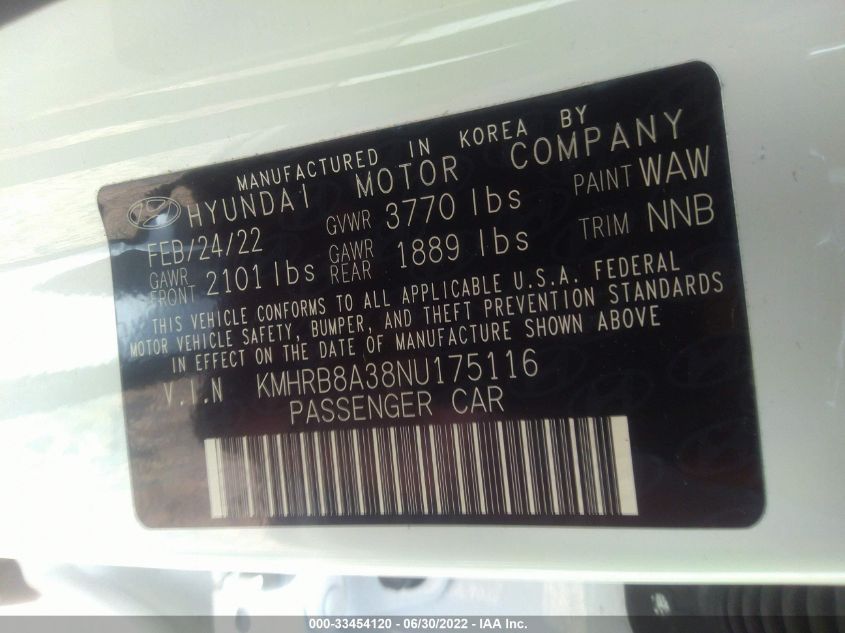 MANUFACTURED IN KOREA BY
HYUNDAI MOTOR COMPANY
FEB/24/22 GVWR 3770 lbs PAINT WAW
GAWR FRONT 2101 lbs GAWR REAR 1889 lbs TRIM NNB
THIS VEHICLE CONFORMS TO ALL APPLICABLE U.S.A. FEDERAL
MOTOR VEHICLE SAFETY, BUMPER, AND THEFT PREVENTION STANDARDS
IN EFFECT ON THE DATE OF MANUFACTURE SHOWN ABOVE
V.I.N KMHRB8A38NU175116
PASSENGER CAR
000-33454120 - 06/30/2022 - IAA Inc.